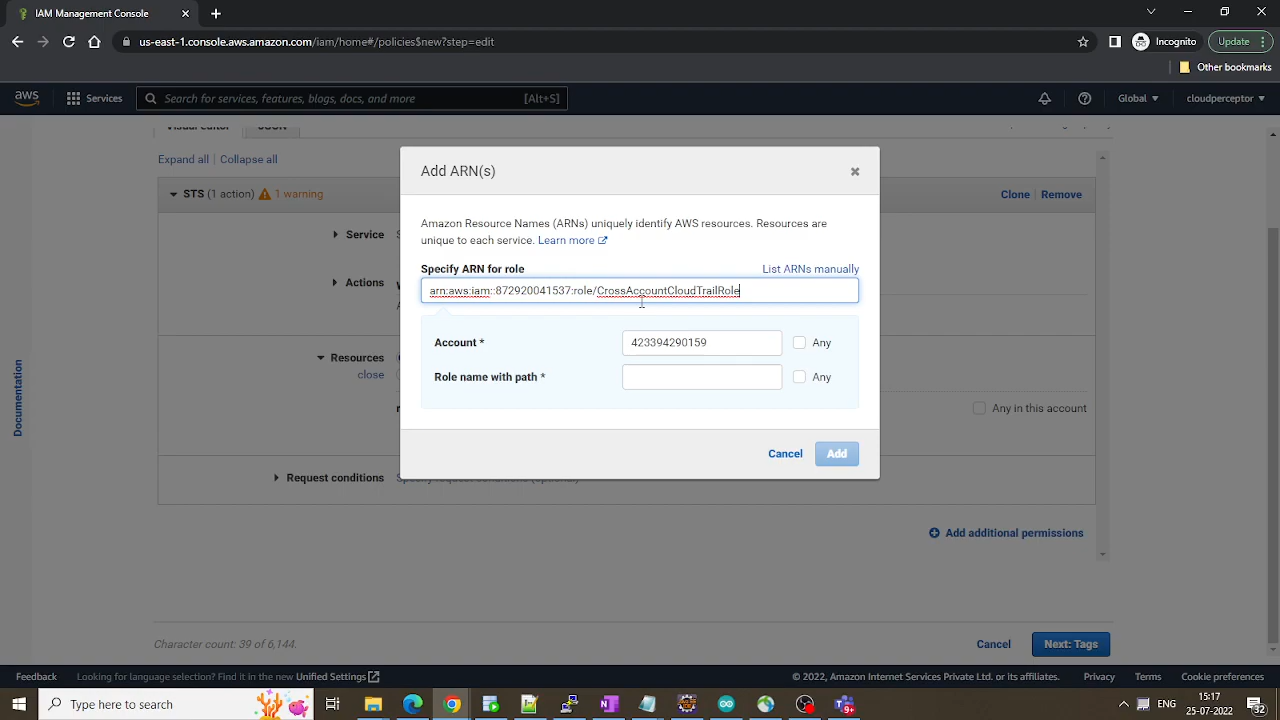 IAM Management Console
us-east-1.console.aws.amazon.com/iam/home#/policies$new?step=edit
Incognito
Update
Other bookmarks
aws
Services
Search for services, features, blogs, docs, and more
[Alt+S]
Global
cloudperceptor
Visual editor
JSON
Expand all | Collapse all
STS (1 action) 1 warning
Clone | Remove
Service
Actions
Resources
close
Any in this account
Request conditions
Add additional permissions
Documentation
Add ARN(s)
Amazon Resource Names (ARNs) uniquely identify AWS resources. Resources are
unique to each service. Learn more
Specify ARN for role
List ARNs manually
arn:aws:iam::872920041537:role/CrossAccountCloudTrailRole
Account *
423394290159
Any
Role name with path *
Any
Cancel
Add
Character count: 39 of 6,144.
Cancel
Next: Tags
Feedback
Looking for language selection? Find it in the new Unified Settings
© 2022, Amazon Internet Services Private Ltd. or its affiliates.
Privacy
Terms
Cookie preferences
Type here to search
15:17
25-07-2022